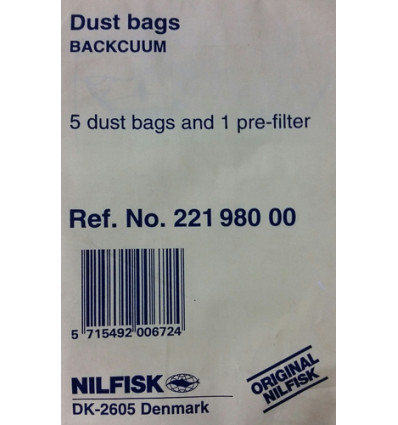 Dust bags
BACKCUUM
5 dust bags and 1 pre-filter
Ref. No. 221 980 00
5 715492 006724
NILFISK
DK-2605 Denmark
ORIGINAL
NILFISK